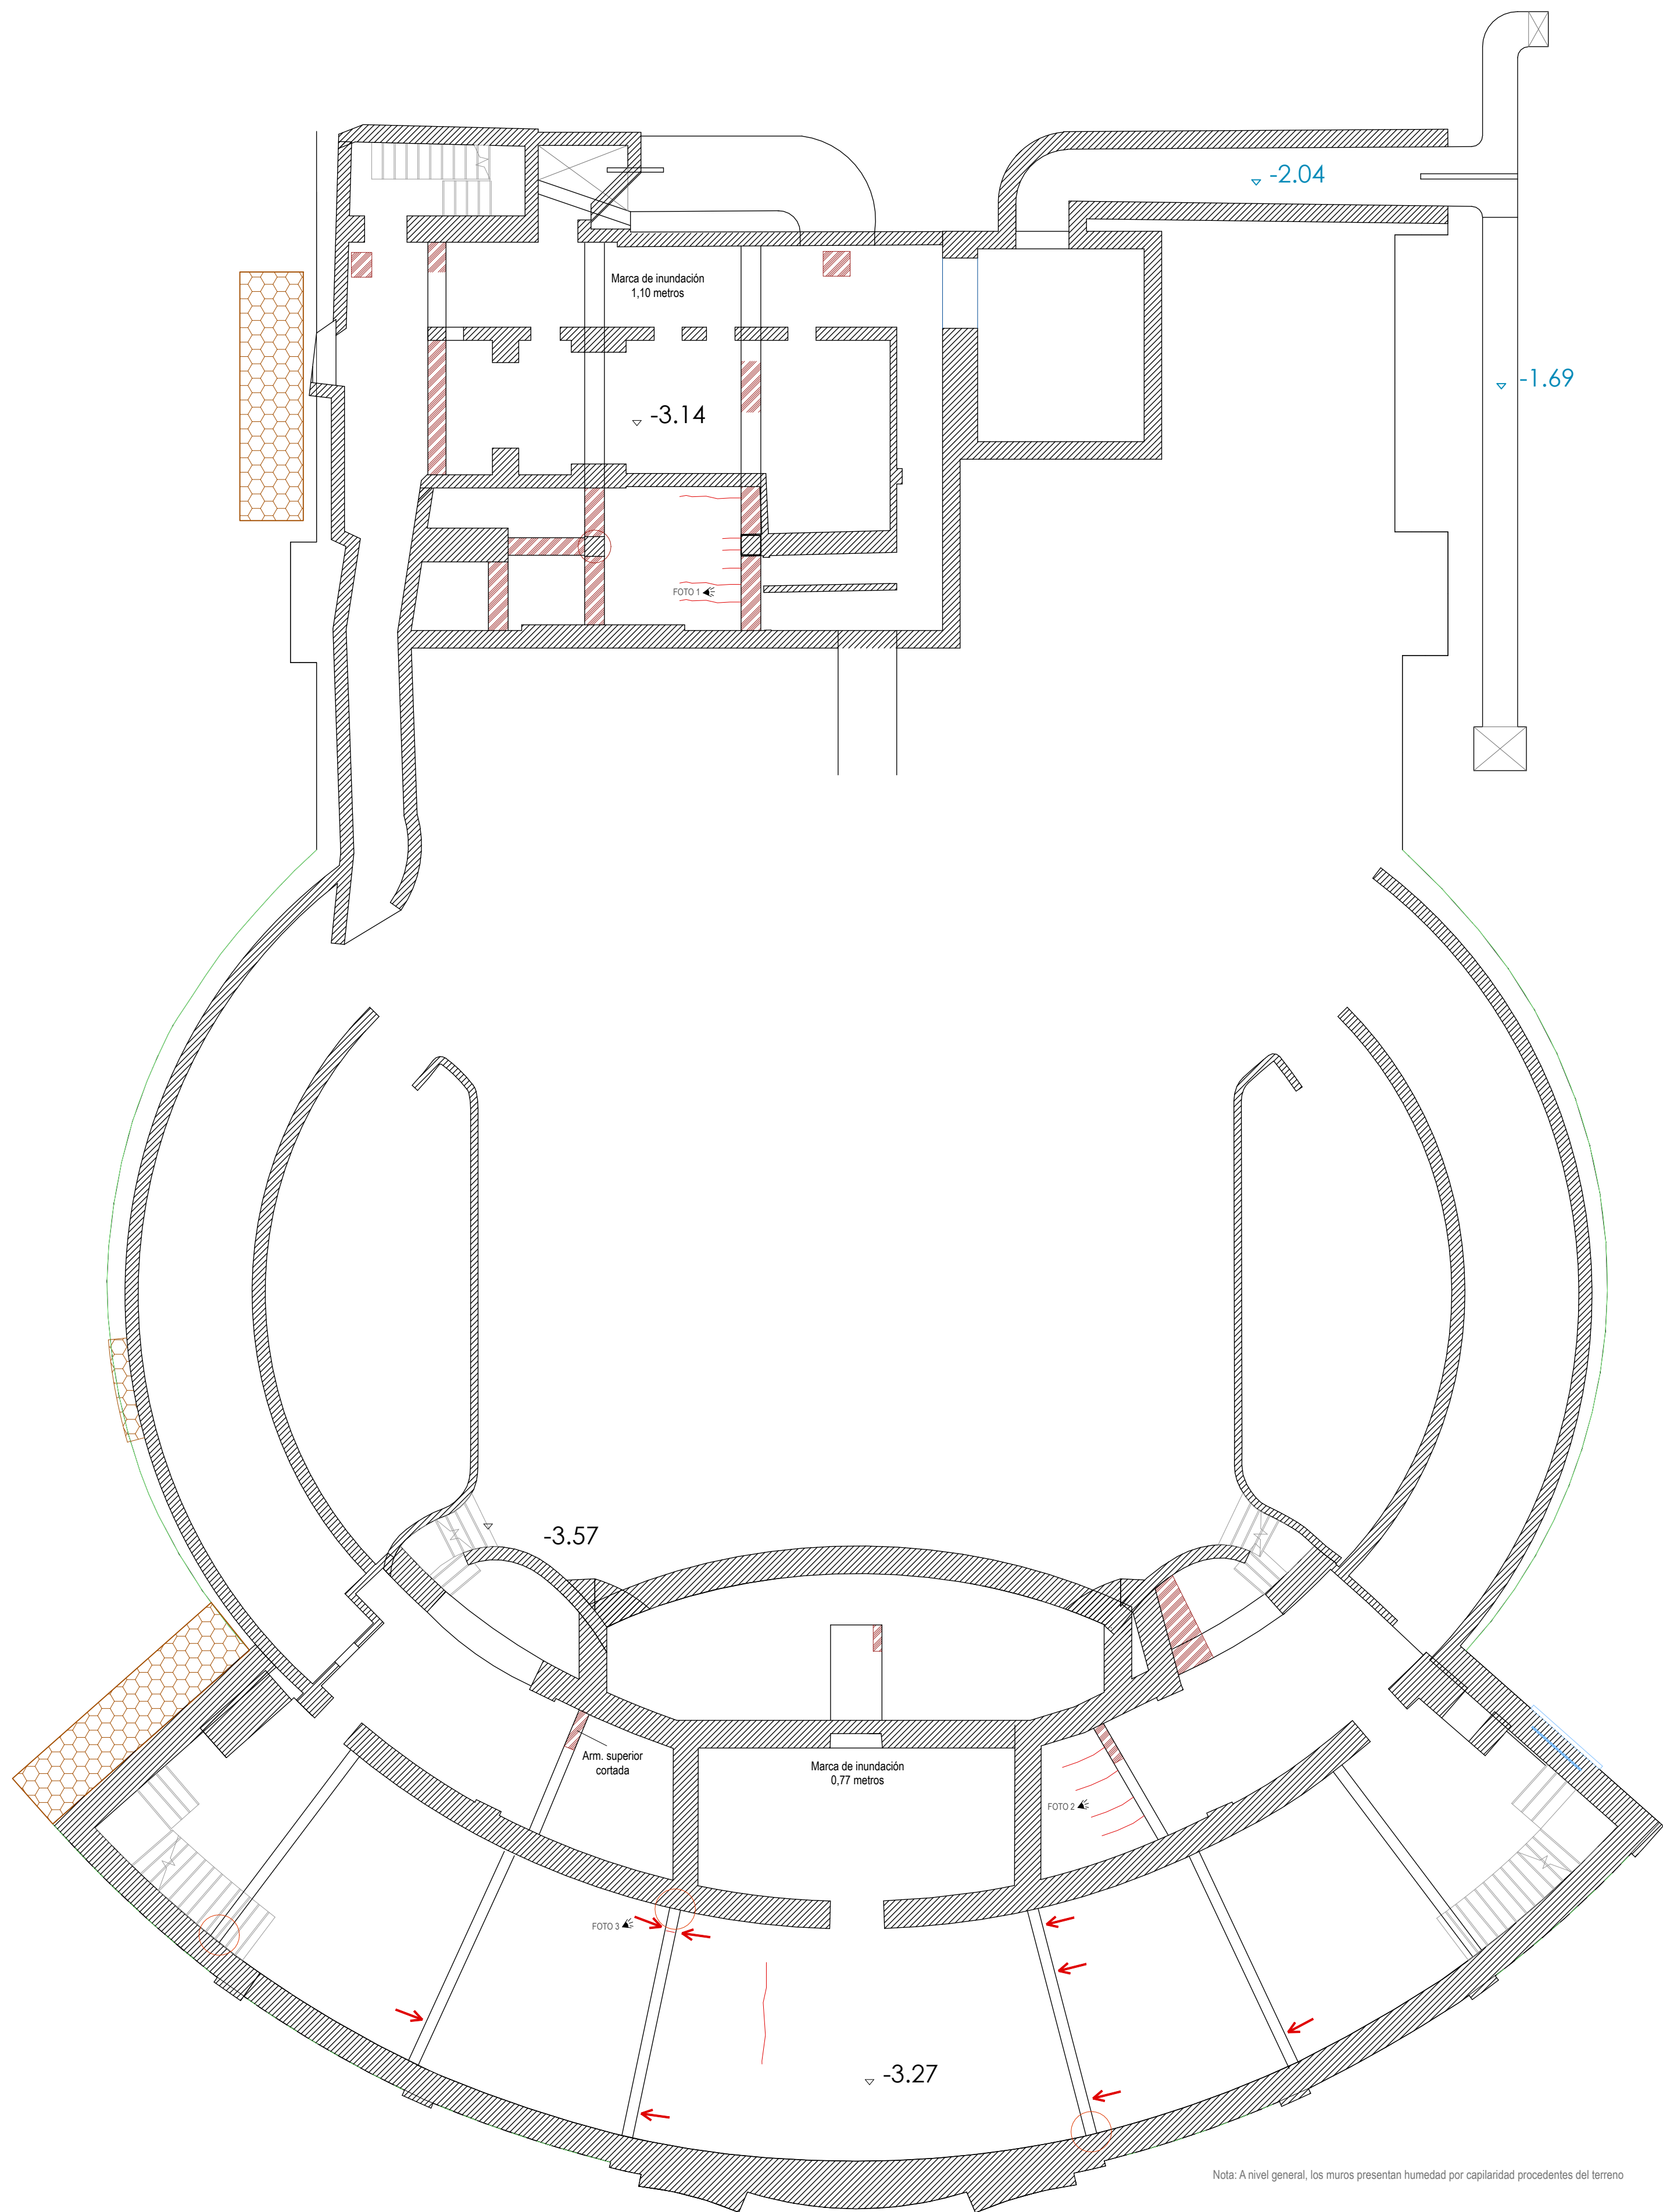 -2.04
Marca de inundación
1,10 metros
-1.69
-3.14
FOTO 1
-3.57
Arm. superior
cortada
Marca de inundación
0,77 metros
FOTO 2
FOTO 3
-3.27
Nota: A nivel general, los muros presentan humedad por capilaridad procedentes del terreno